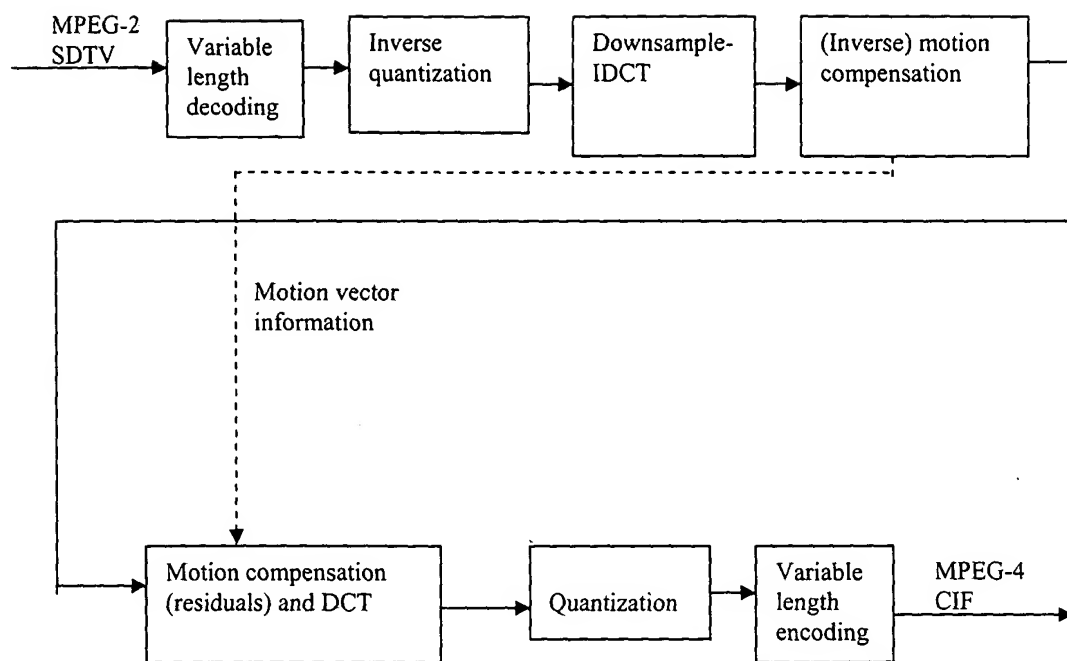 MPEG-2
SDTV
Variable
length
decoding
Inverse
quantization
Downsample-
IDCT
(Inverse) motion
compensation
Motion vector
information
Motion compensation
(residuals) and DCT
Quantization
Variable
length
encoding
MPEG-4
CIF